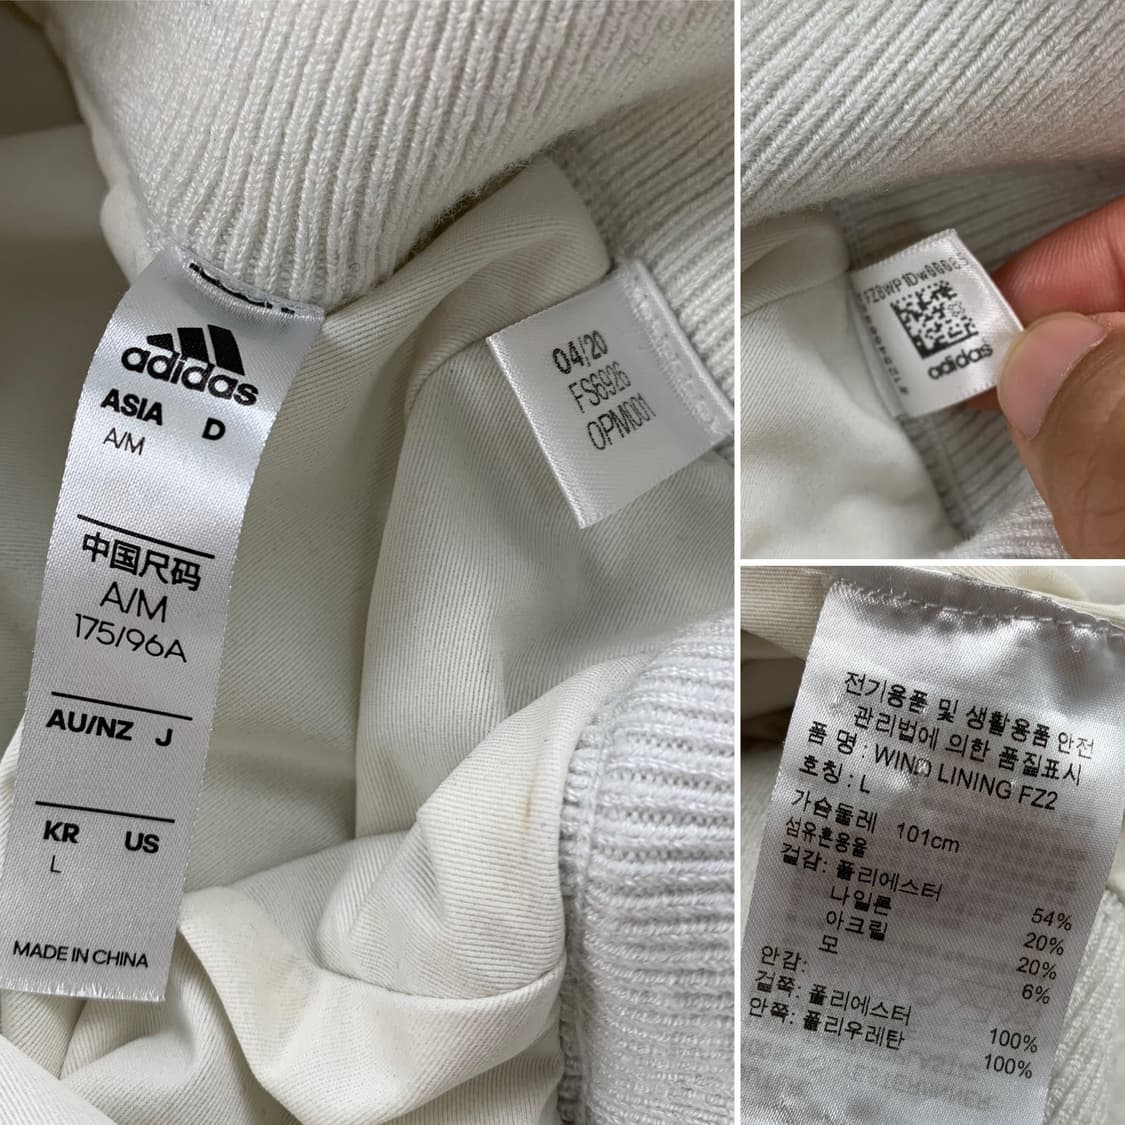 adidas
ASIA D
A/M
中国尺码
A/M
175/96A
AU/NZ J
KR US
L
MADE IN CHINA
04/20
FS6926
OPM001
adidas
전기용품 및 생활용품 안전
관리법에 의한 품질표시
품 명 : WIND LINING FZ2
호칭 : L
가슴둘레 101cm
섬유혼용율
겉감: 폴리에스터 54%
나일론 20%
아크릴 20%
모 6%
안감:
겉쪽: 폴리에스터 100%
안쪽: 폴리우레탄 100%